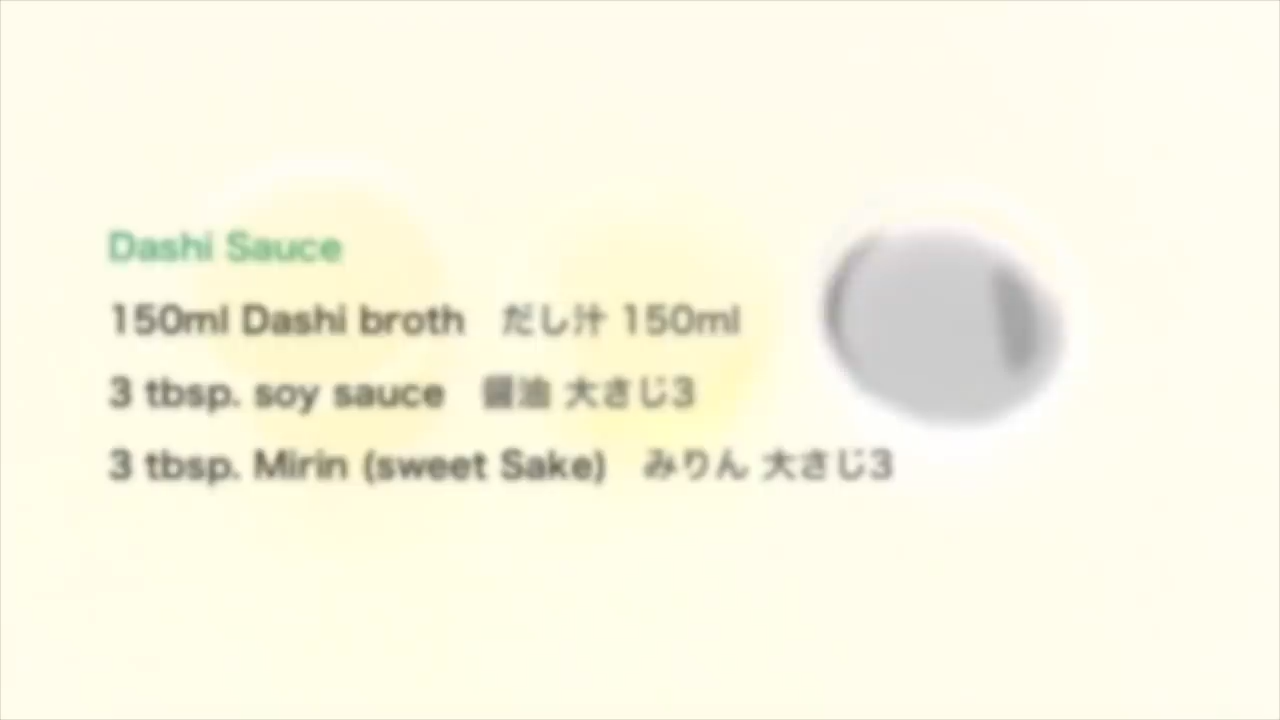 Dashi Sauce
150ml Dashi broth だし汁 150ml
3 tbsp. soy sauce 醤油 大さじ3
3 tbsp. Mirin (sweet Sake) みりん 大さじ3